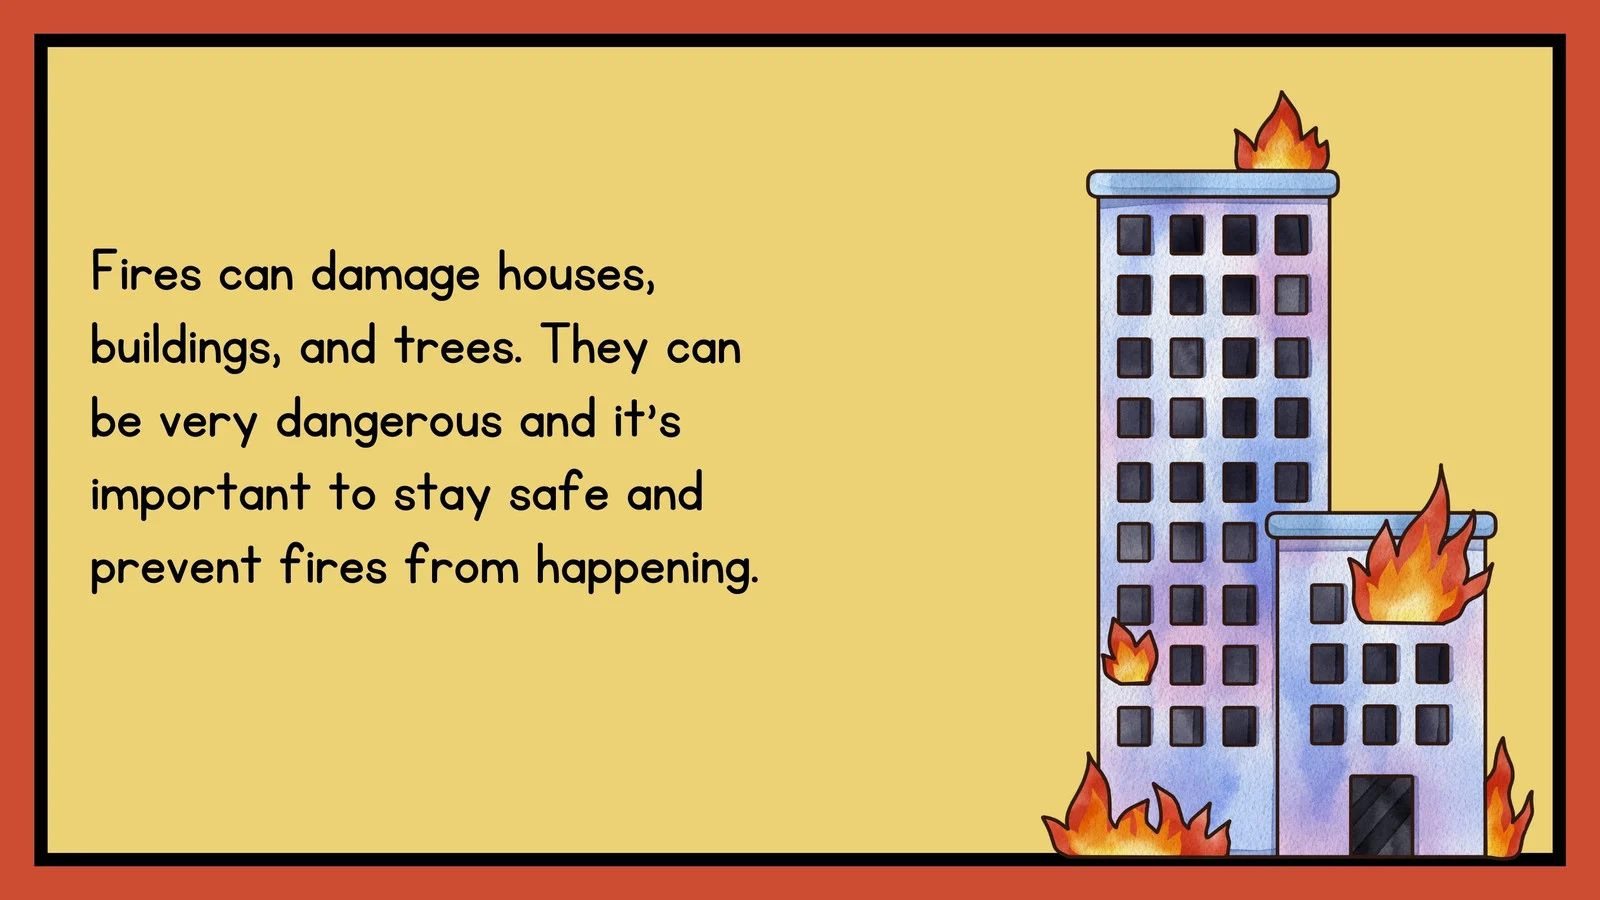 Fires can damage houses,
buildings, and trees. They can
be very dangerous and it's
important to stay safe and
prevent fires from happening.